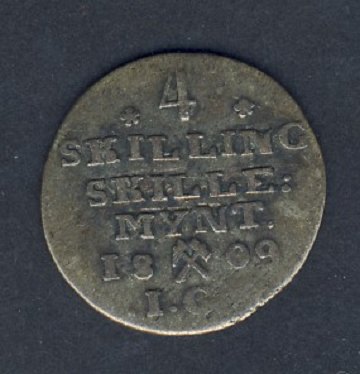 4
SKILLING
SKILLE:
MYNT.
18 09
I.G.